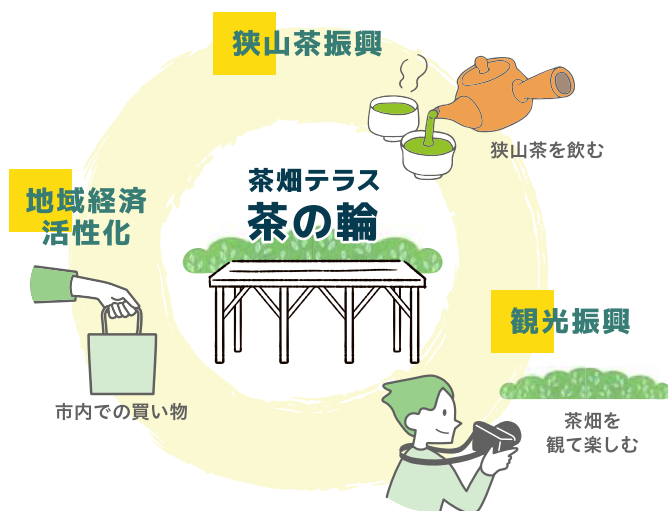 狭山茶振興
狭山茶を飲む
茶畑テラス
茶の輪
地域経済
活性化
市内での買い物
観光振興
茶畑を
観て楽しむ